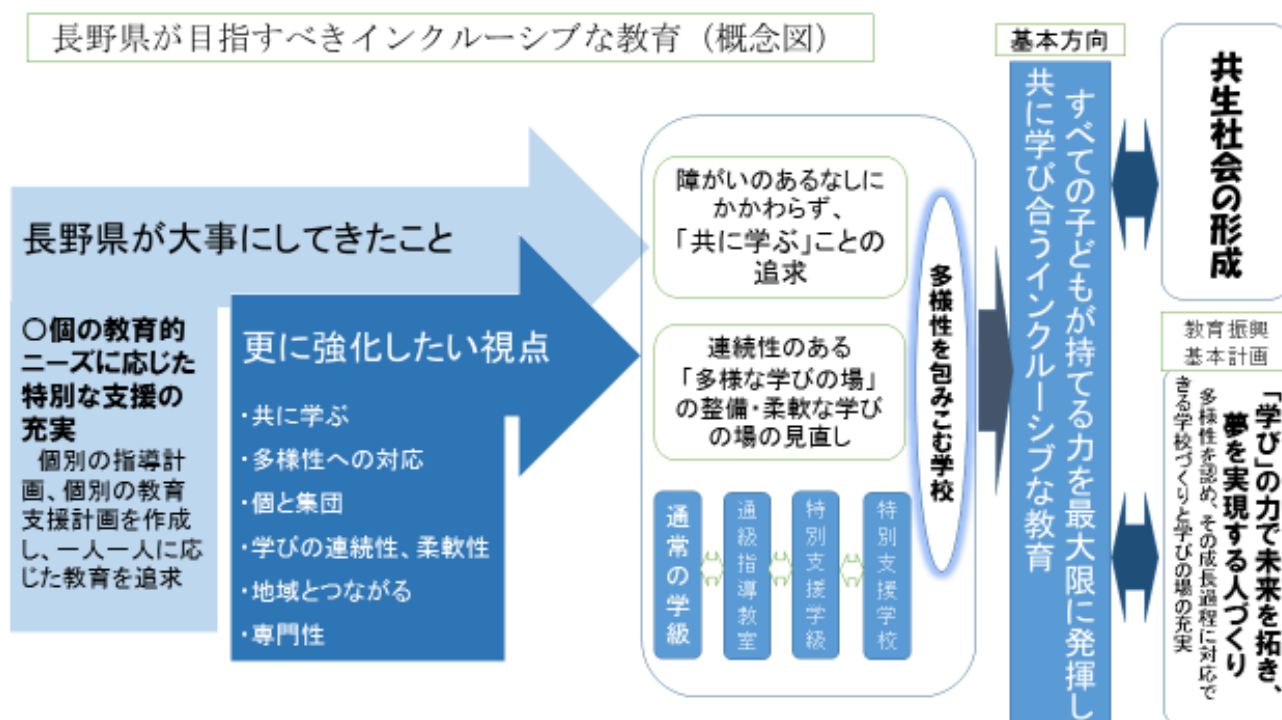 長野県が目指すべきインクルーシブな教育（概念図）
長野県が大事にしてきたこと
〇個の教育的
ニーズに応じた
特別な支援の
充実
個別の指導計
画、個別の教育
支援計画を作成
し、一人一人に応
じた教育を追求
更に強化したい視点
・共に学ぶ
・多様性への対応
・個と集団
・学びの連続性、柔軟性
・地域とつながる
・専門性
障がいのあるなしに
かかわらず、
「共に学ぶ」ことの
追求
連続性のある
「多様な学びの場」
の整備・柔軟な学び
の場の見直し
通常の学級
通級指導教室
特別支援学級
特別支援学校
多様性を包みこむ学校
基本方向
すべての子どもが持てる力を最大限に発揮し
共に学び合うインクルーシブな教育
共生社会の形成
教育振興
基本計画
「学び」の力で未来を拓き、
夢を実現する人づくり
多様性を認め、その成長過程に対応で
きる学校づくりと学びの場の充実